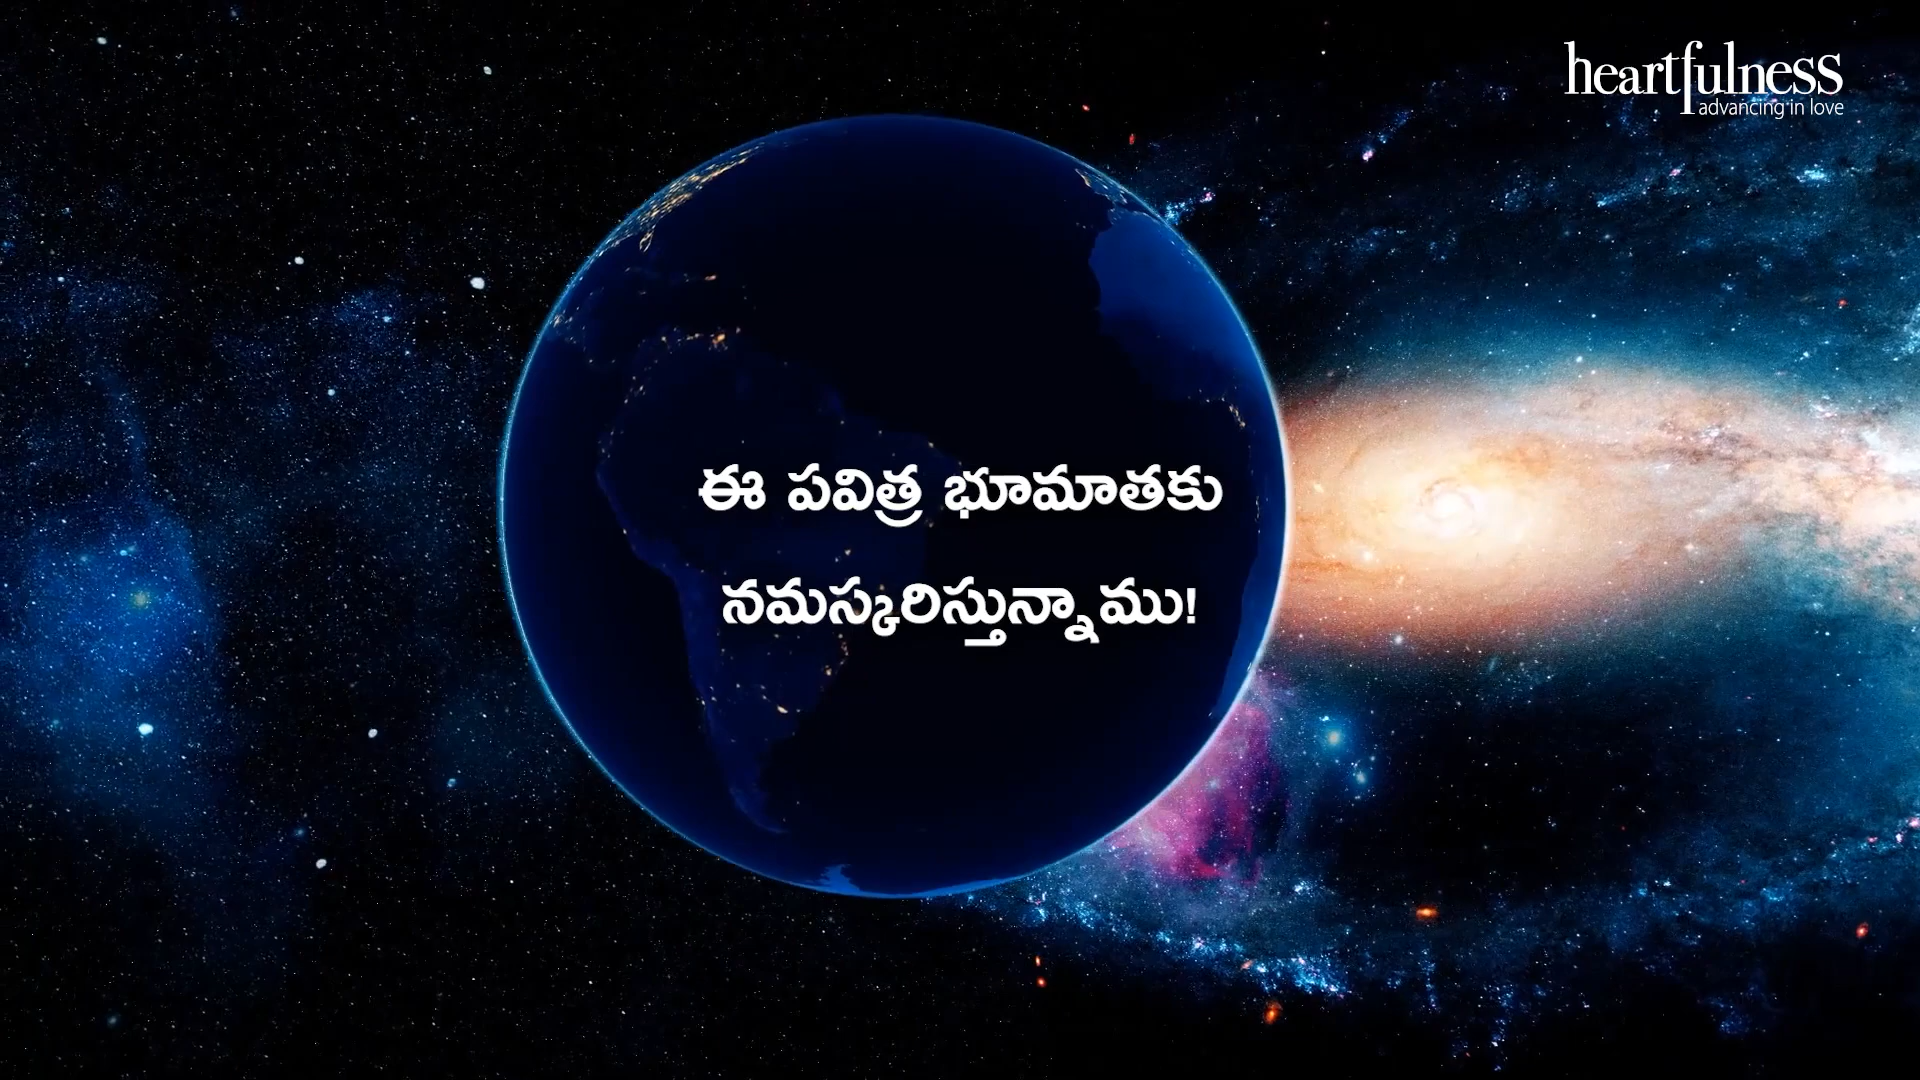 heartfulness
advancing in love
ఈ పవిత్ర భూమాతకు
నమస్కరిస్తున్నాము!